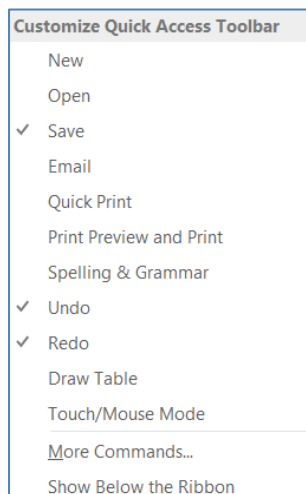 Customize Quick Access Toolbar
New
Open
Save
Email
Quick Print
Print Preview and Print
Spelling & Grammar
Undo
Redo
Draw Table
Touch/Mouse Mode
More Commands...
Show Below the Ribbon